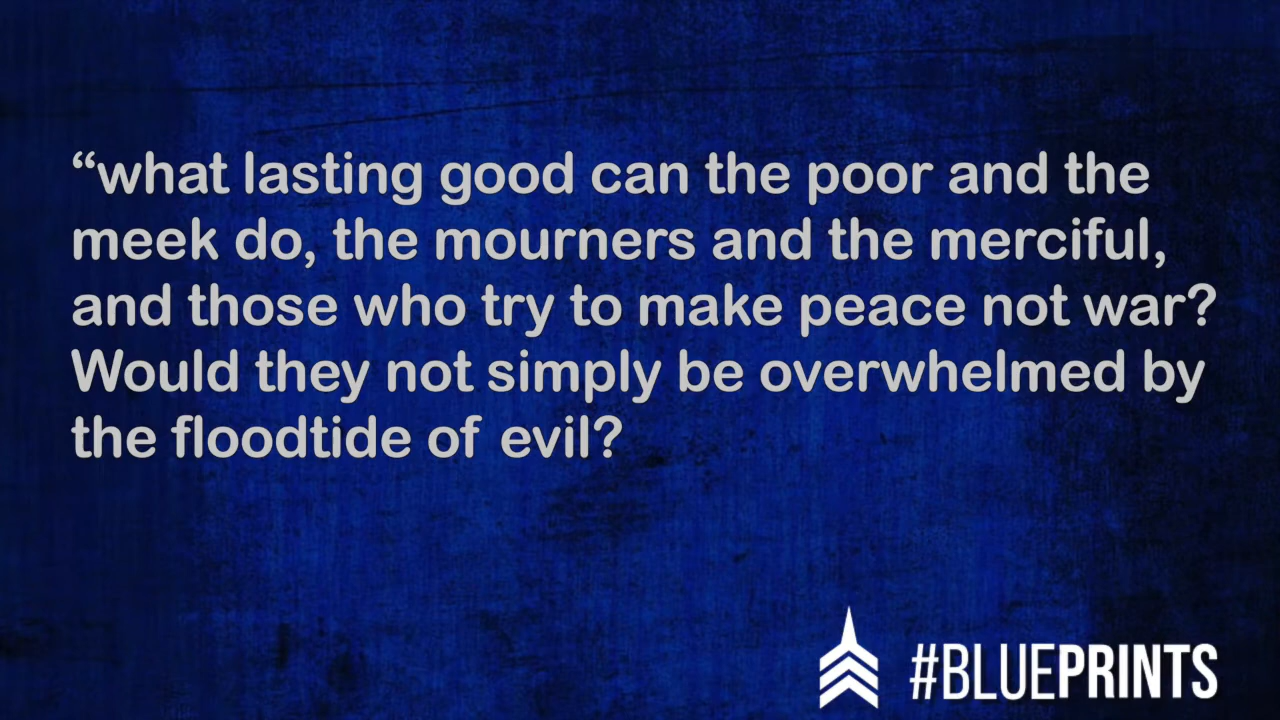 “what lasting good can the poor and the
meek do, the mourners and the merciful,
and those who try to make peace not war?
Would they not simply be overwhelmed by
the floodtide of evil?
#BLUEPRINTS